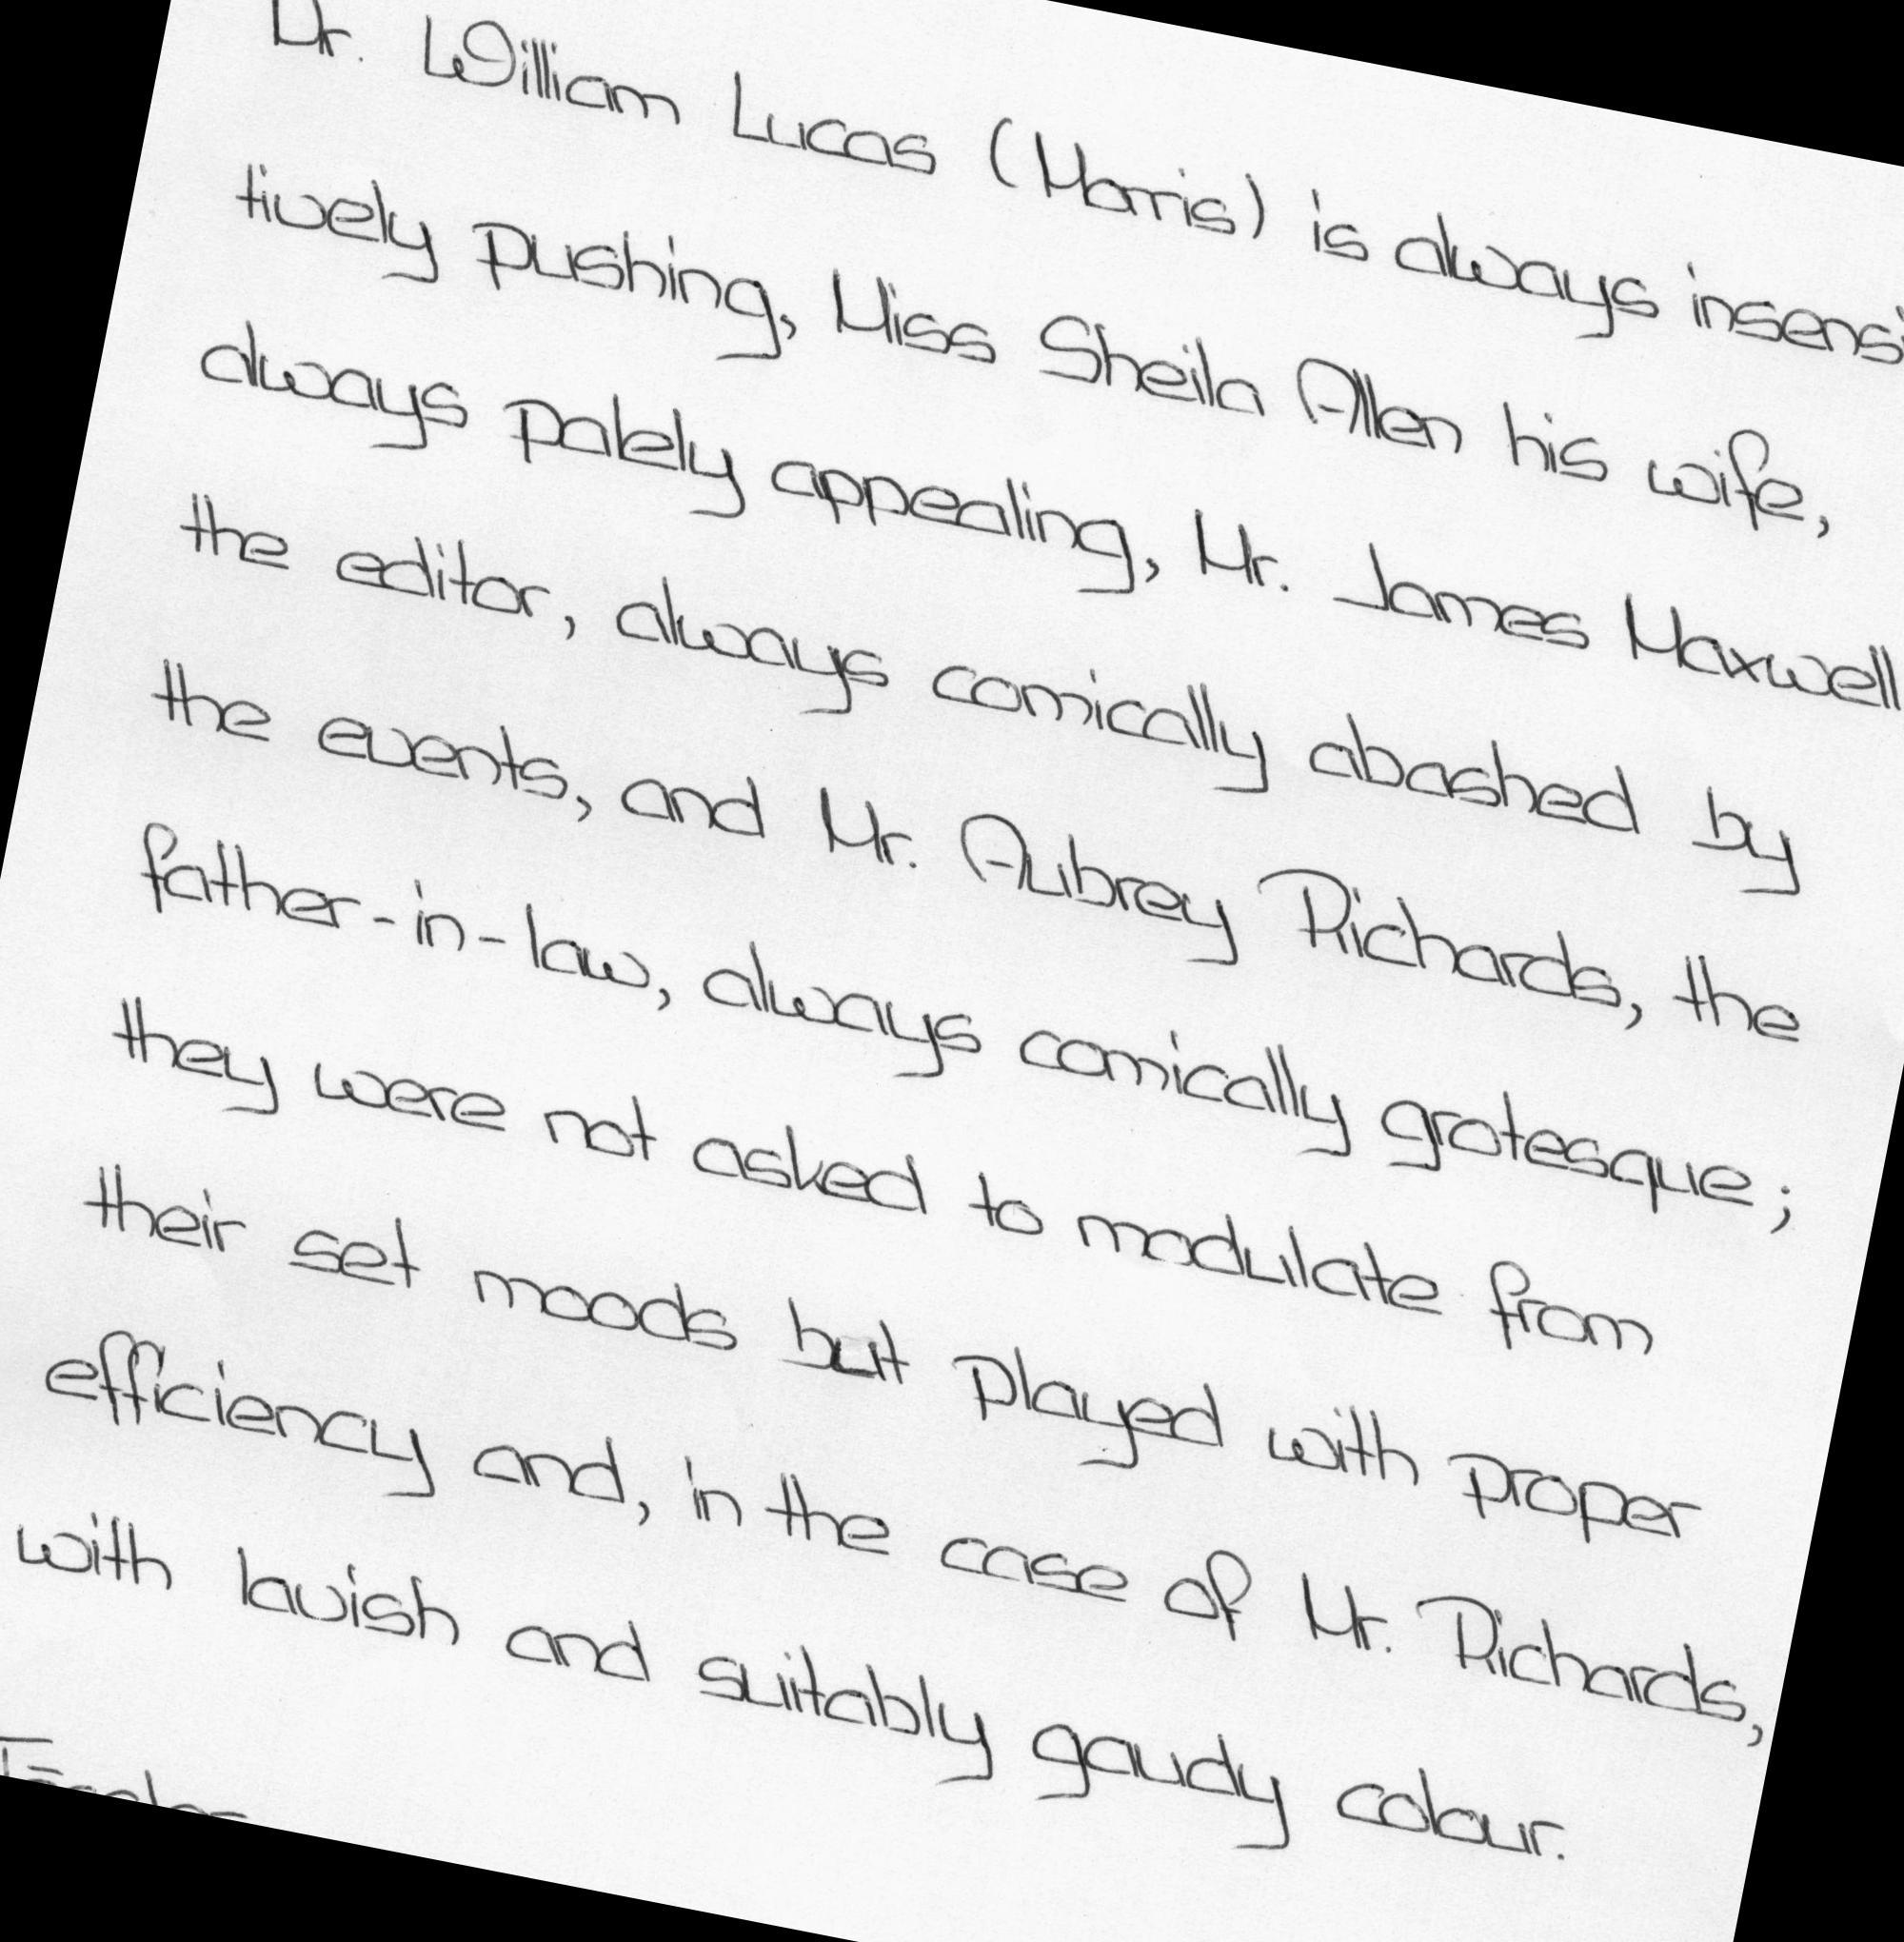 Dr. William Lucas (Morris) is always insensi
tively pushing, Miss Sheila Allen his wife,
always palely appealing, Mr. James Maxwell
the editor, always comically abashed by
the events, and Mr. Aubrey Richards, the
father-in-law, always comically grotesque;
they were not asked to modulate from
their set moods but played with proper
efficiency and, in the case of Mr. Richards,
with lavish and suitably gaudy colour.